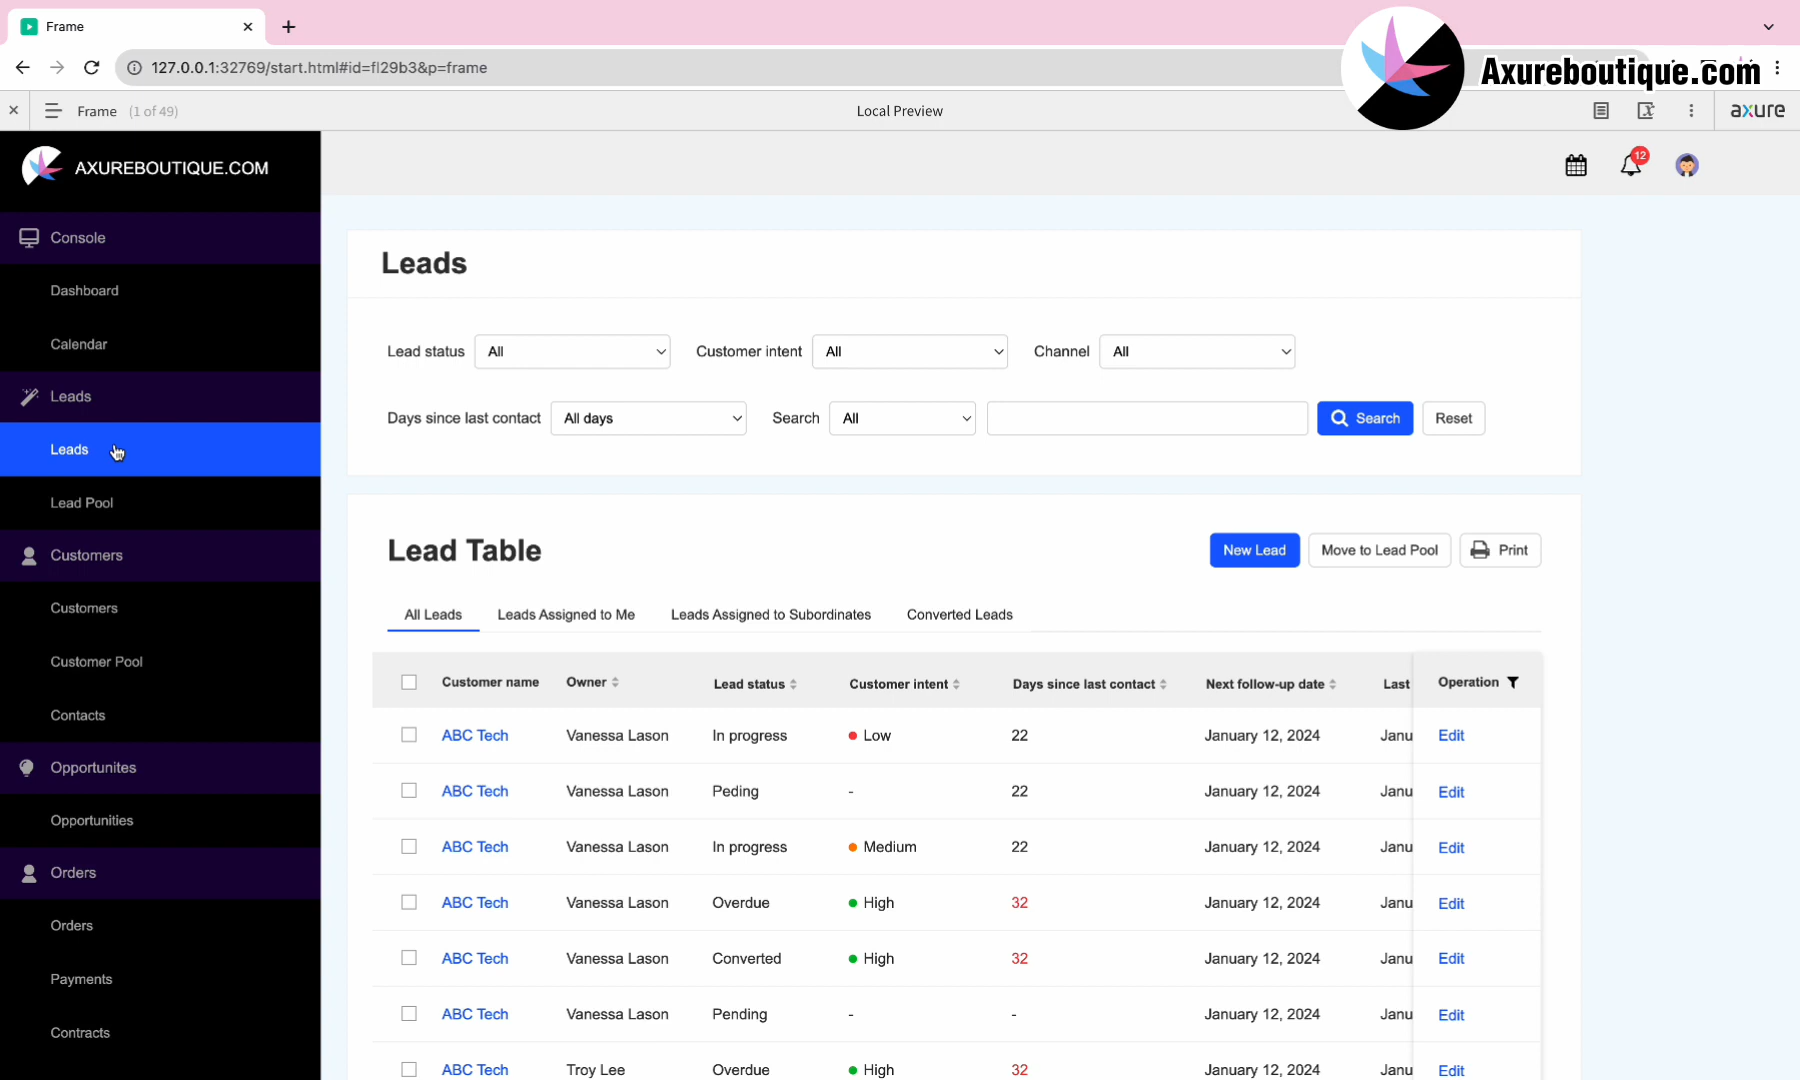 Frame
127.0.0.1:32769/start.html#id=fl29b3&p=frame
Axureboutique.com
Frame (1 of 49)
Local Preview
axure
AXUREBOUTIQUE.COM
12
Console
Dashboard
Calendar
Leads
Leads
Lead Pool
Customers
Customers
Customer Pool
Contacts
Opportunites
Opportunities
Orders
Orders
Payments
Contracts
Leads
Lead status All Customer intent All Channel All
Days since last contact All days Search All Search Reset
Lead Table
New Lead Move to Lead Pool Print
All Leads Leads Assigned to Me Leads Assigned to Subordinates Converted Leads
Customer name Owner Lead status Customer intent Days since last contact Next follow-up date Last Operation
ABC Tech Vanessa Lason In progress Low 22 January 12, 2024 Janu Edit
ABC Tech Vanessa Lason Peding - 22 January 12, 2024 Janu Edit
ABC Tech Vanessa Lason In progress Medium 22 January 12, 2024 Janu Edit
ABC Tech Vanessa Lason Overdue High 32 January 12, 2024 Janu Edit
ABC Tech Vanessa Lason Converted High 32 January 12, 2024 Janu Edit
ABC Tech Vanessa Lason Pending - - January 12, 2024 Janu Edit
ABC Tech Troy Lee Overdue High 32 January 12, 2024 Janu Edit